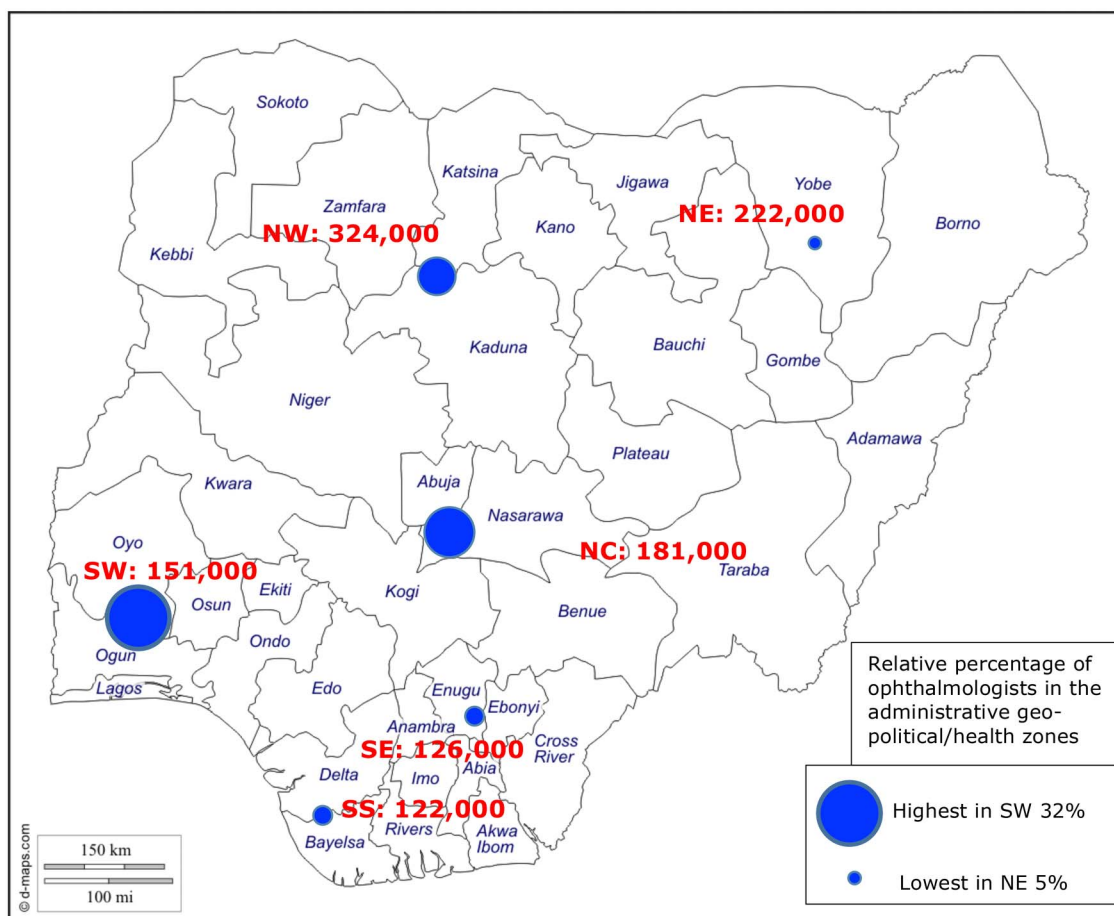 Sokoto
Katsina
Jigawa
Yobe
Zamfara
NE: 222,000
Kano
Borno
NW: 324,000
Kebbi
Kaduna
Bauchi
Gombe
Niger
Adamawa
Plateau
Abuja
Kwara
Nasarawa
Oyo
NC: 181,000
SW: 151,000
Taraba
Ekiti
Kogi
Osun
Benue
Ondo
Ogun
Lagos
Edo
Enugu
Ebonyi
Anambra
Cross
River
SE: 126,000
Delta
Imo
Abia
SS: 122,000
Rivers
Akwa
Ibom
Bayelsa
Relative percentage of
ophthalmologists in the
administrative geo-
political/health zones
Highest in SW 32%
Lowest in NE 5%
150 km
100 mi
© d-maps.com